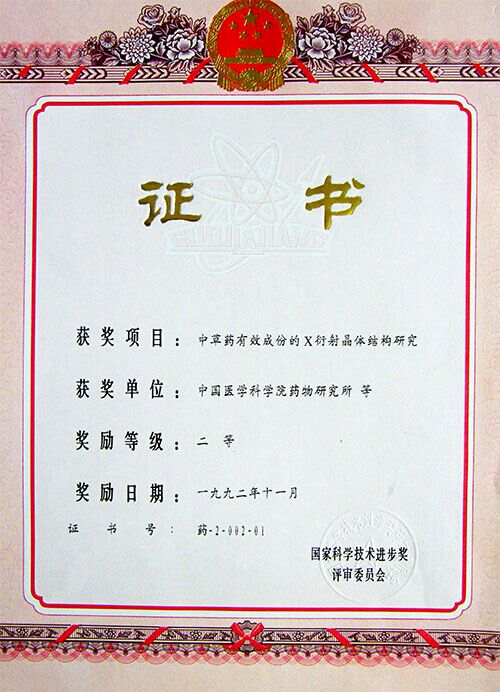 证 书
GUOJIAJIANG
获奖项目： 中草药有效成份的X衍射晶体结构研究
获奖单位： 中国医学科学院药物研究所 等
奖励等级： 二 等
奖励日期： 一九九二年十一月
证 书 号： 药-2-002-01
国家科学技术进步奖
评审委员会